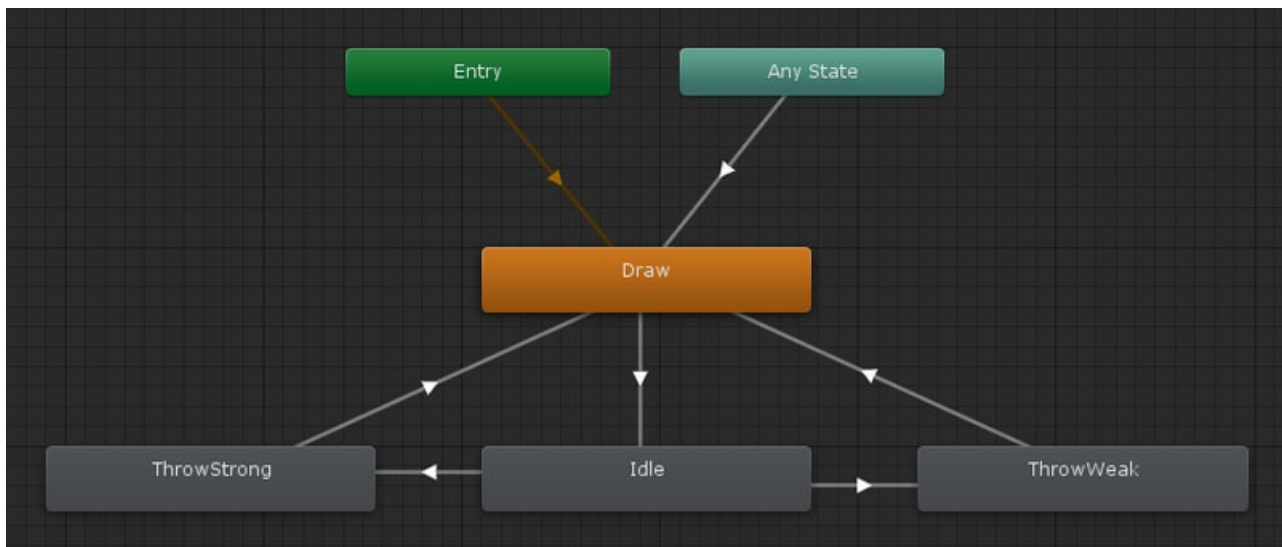 Entry
Any State
Draw
ThrowStrong
Idle
ThrowWeak